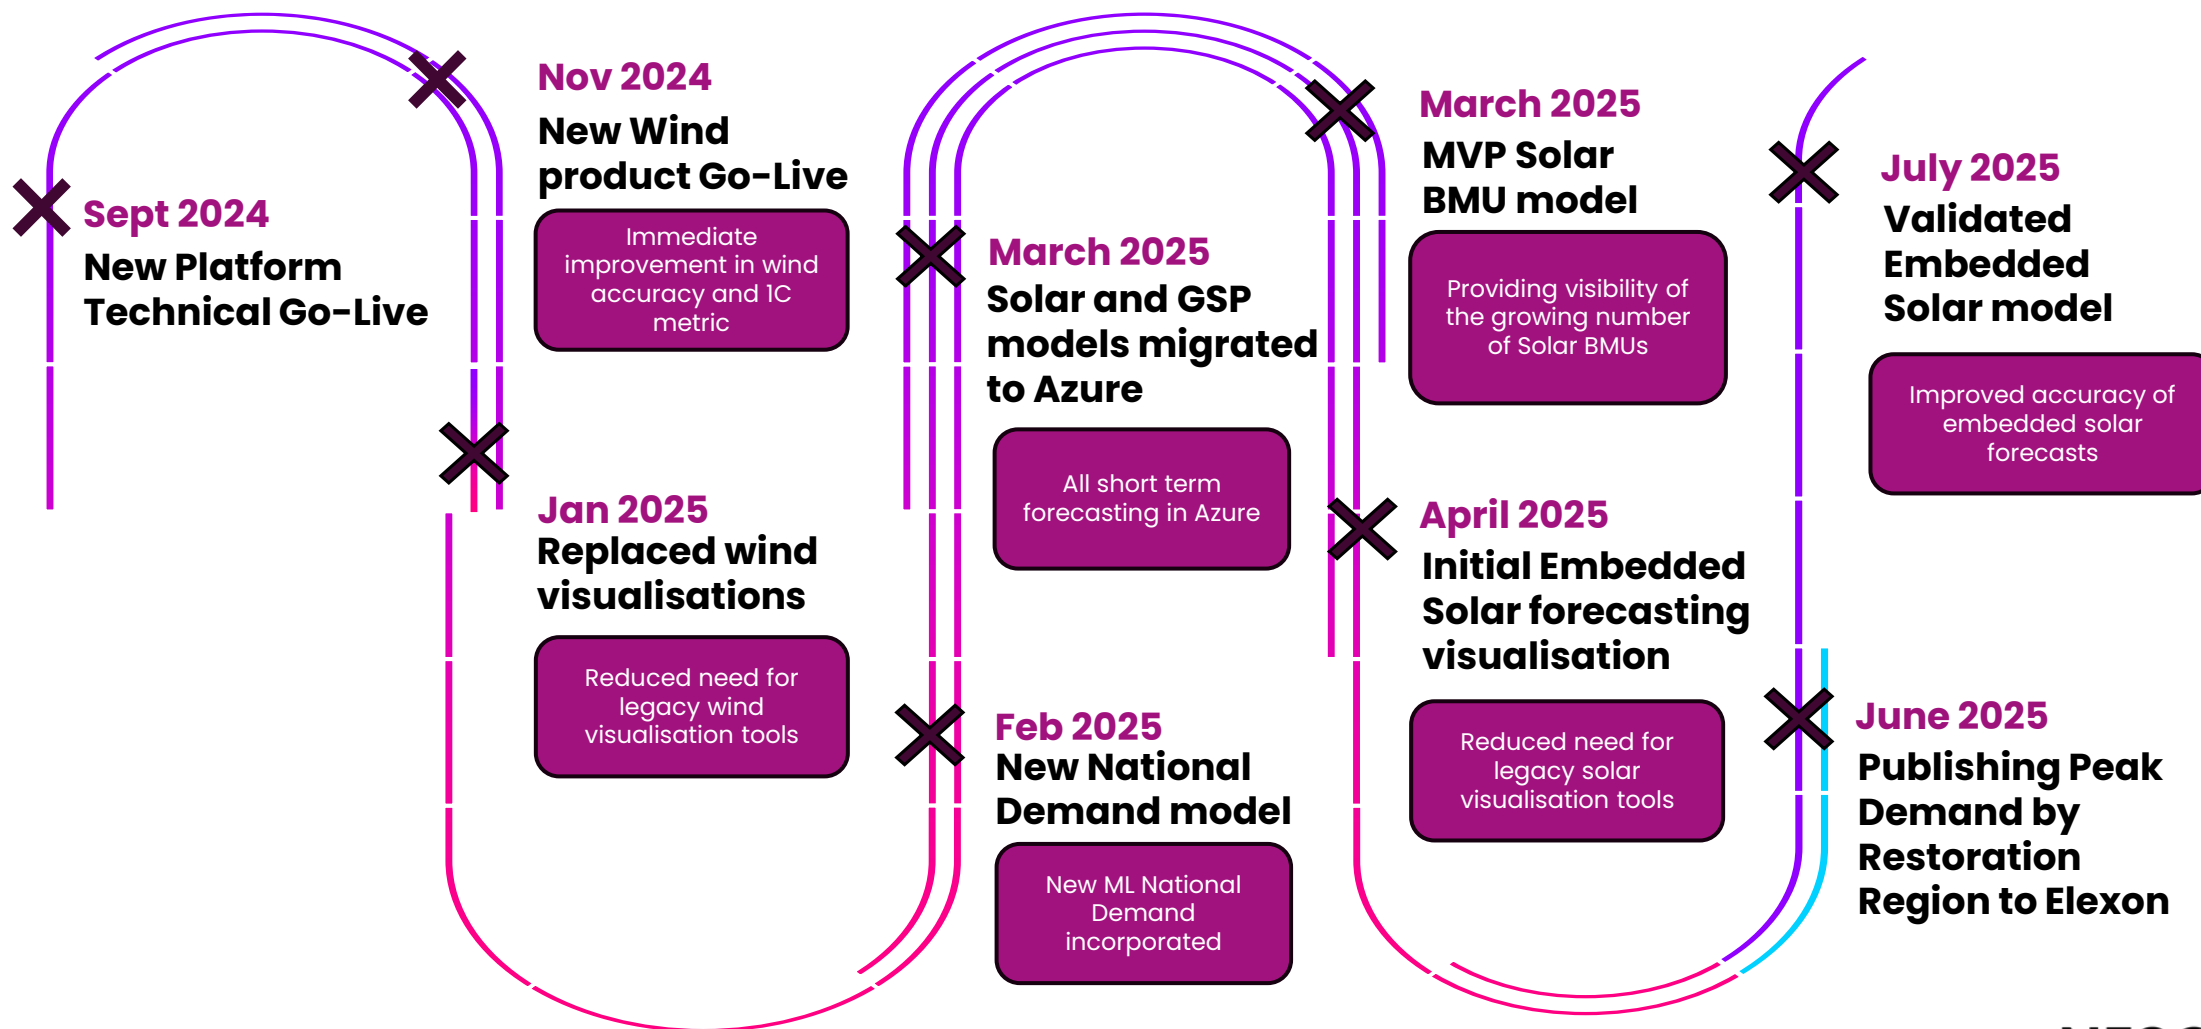 Sept 2024
New Platform
Technical Go-Live
Nov 2024
New Wind
product Go-Live
Immediate
improvement in wind
accuracy and 1C
metric
Jan 2025
Replaced wind
visualisations
Reduced need for
legacy wind
visualisation tools
Feb 2025
New National
Demand model
New ML National
Demand
incorporated
March 2025
Solar and GSP
models migrated
to Azure
All short term
forecasting in Azure
March 2025
MVP Solar
BMU model
Providing visibility of
the growing number
of Solar BMUs
April 2025
Initial Embedded
Solar forecasting
visualisation
Reduced need for
legacy solar
visualisation tools
June 2025
Publishing Peak
Demand by
Restoration
Region to Elexon
July 2025
Validated
Embedded
Solar model
Improved accuracy of
embedded solar
forecasts